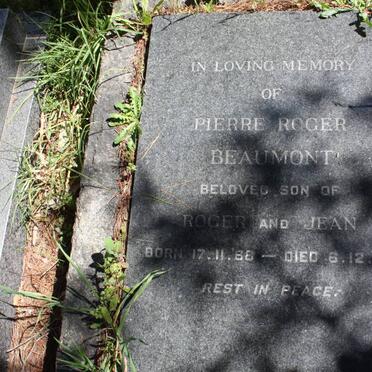 IN LOVING MEMORY
OF
PIERRE ROGER
BEAUMONT
BELOVED SON OF
ROGER AND JEAN
BORN 17.11.68 — DIED 6.12.
REST IN PEACE.